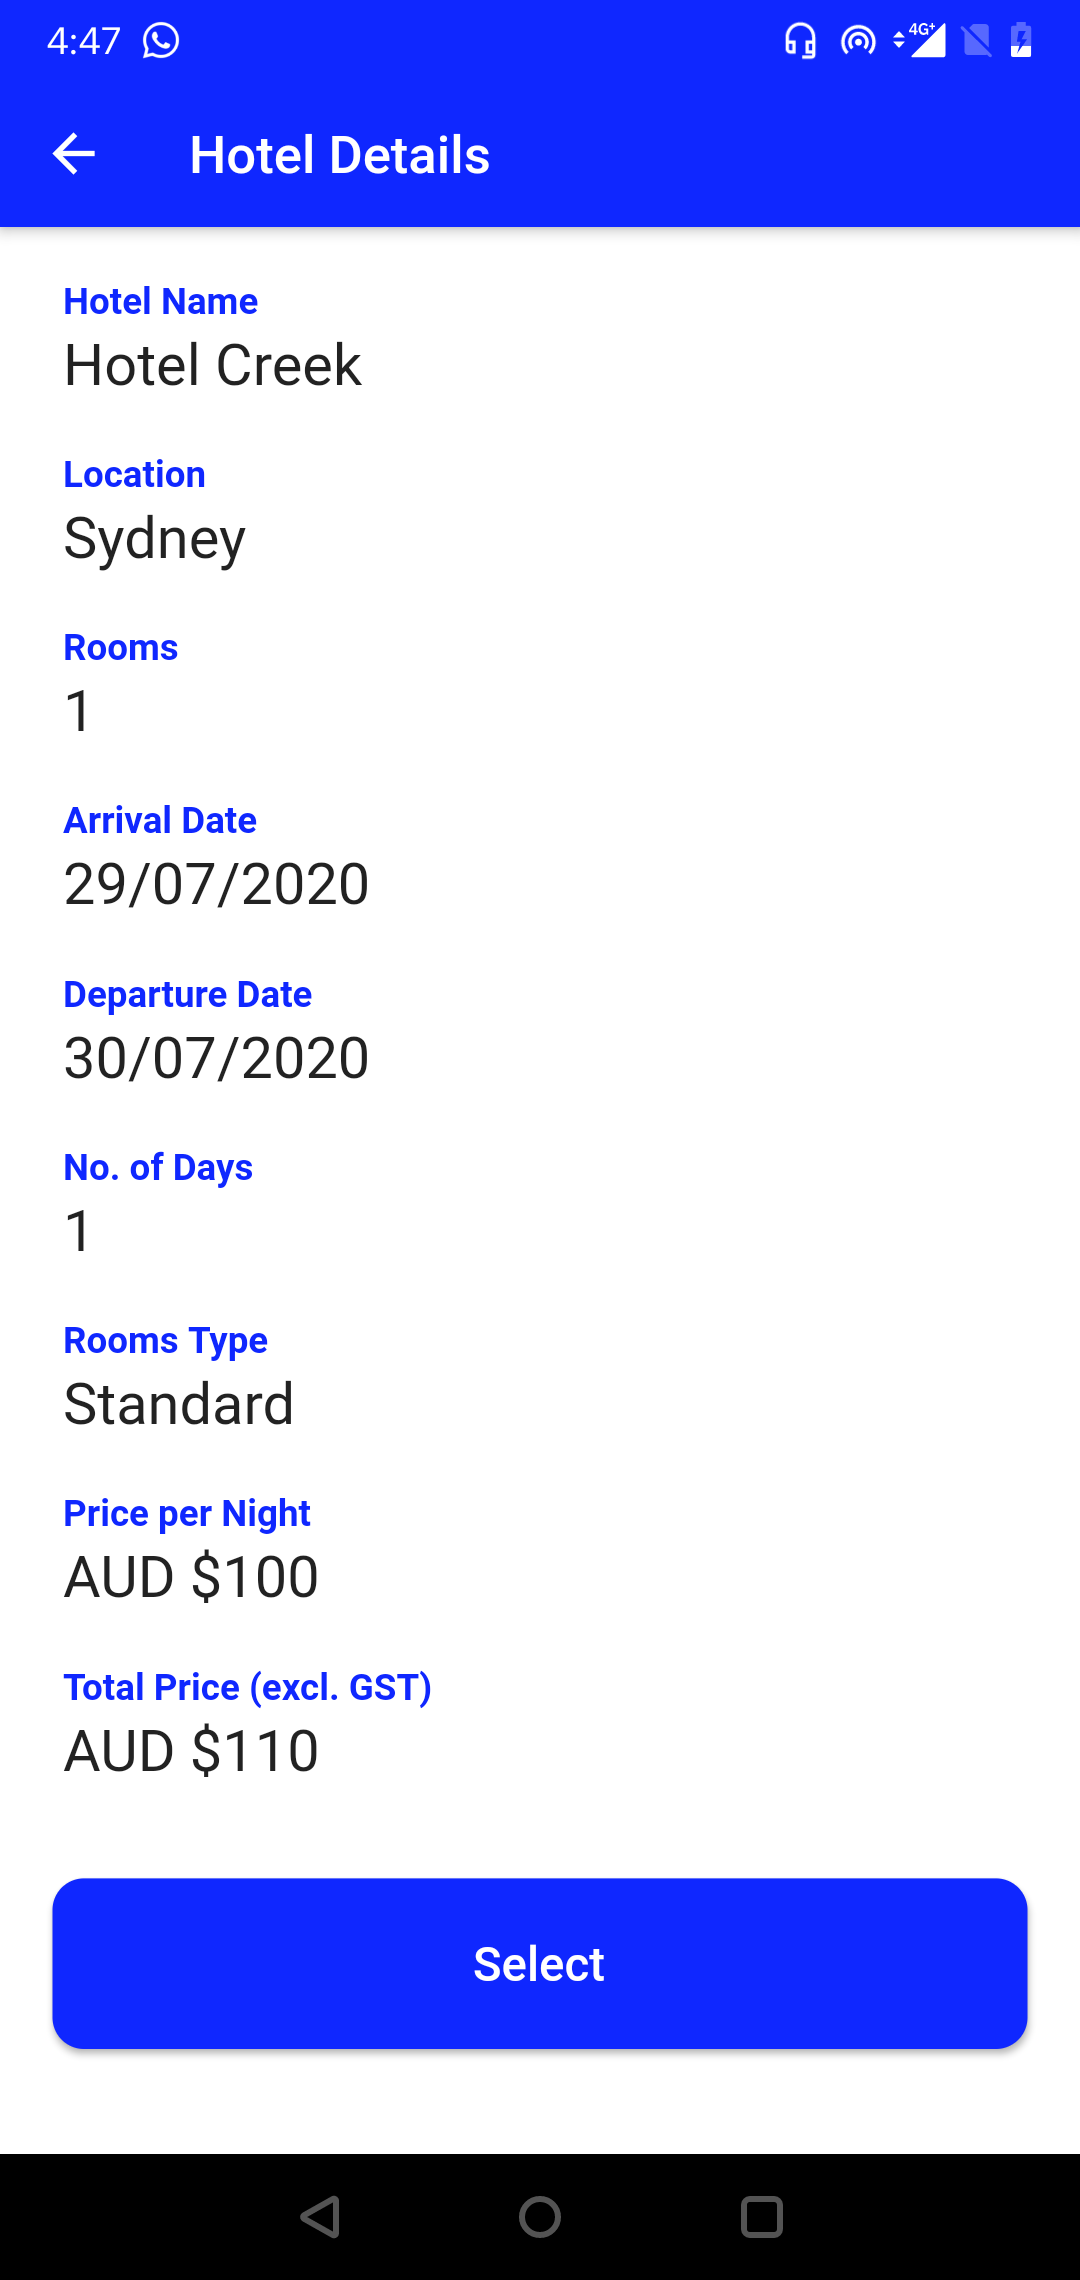 4:47
4G+
Hotel Details
Hotel Name
Hotel Creek
Location
Sydney
Rooms
1
Arrival Date
29/07/2020
Departure Date
30/07/2020
No. of Days
1
Rooms Type
Standard
Price per Night
AUD $100
Total Price (excl. GST)
AUD $110
Select